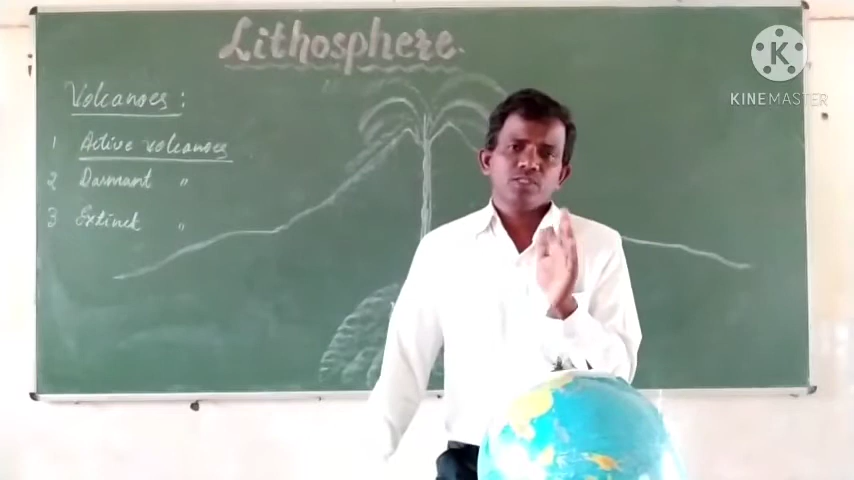 Lithosphere.
KINEMASTER
Volcanoes :
1 Active volcanoes
2 Darmant "
3 Extinct "